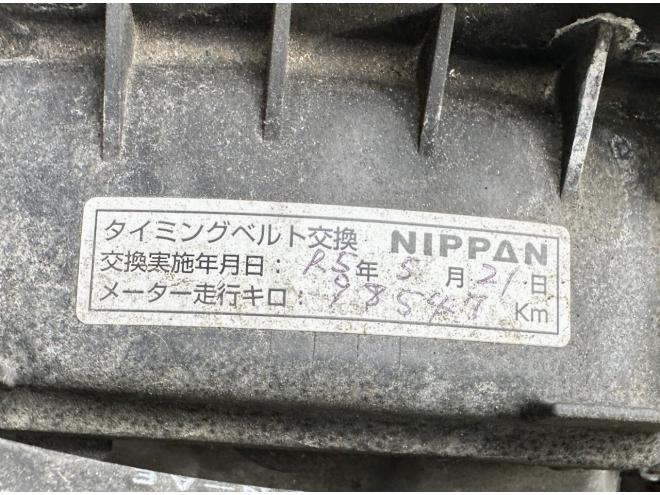 タイミングベルト交換 NIPPAN
交換実施年月日：R5年 5月 21日
メーター走行キロ：98547 Km